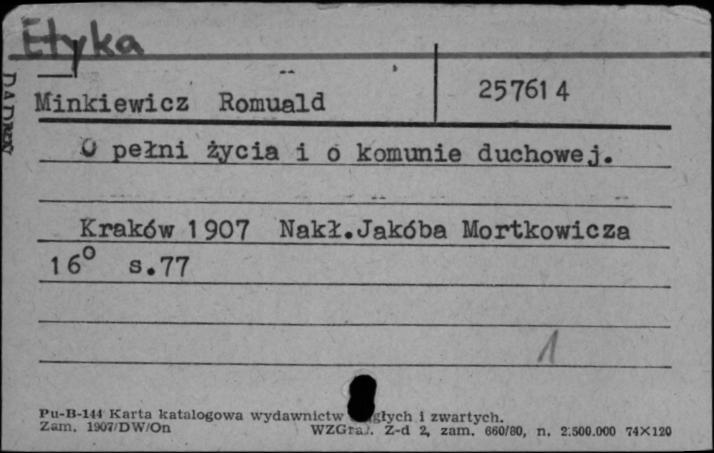 Etyka
Minkiewicz Romuald 257614
O pełni życia i o komunie duchowej.
Kraków 1907 Nakł.Jakóba Mortkowicza
16° s.77
1
Pu-B-144 Karta katalogowa wydawnictw i zwartych.
Zam. 1907/DW/On WZGraf. Z-d 2, zam. 660/80, n. 2.500.000 74×120